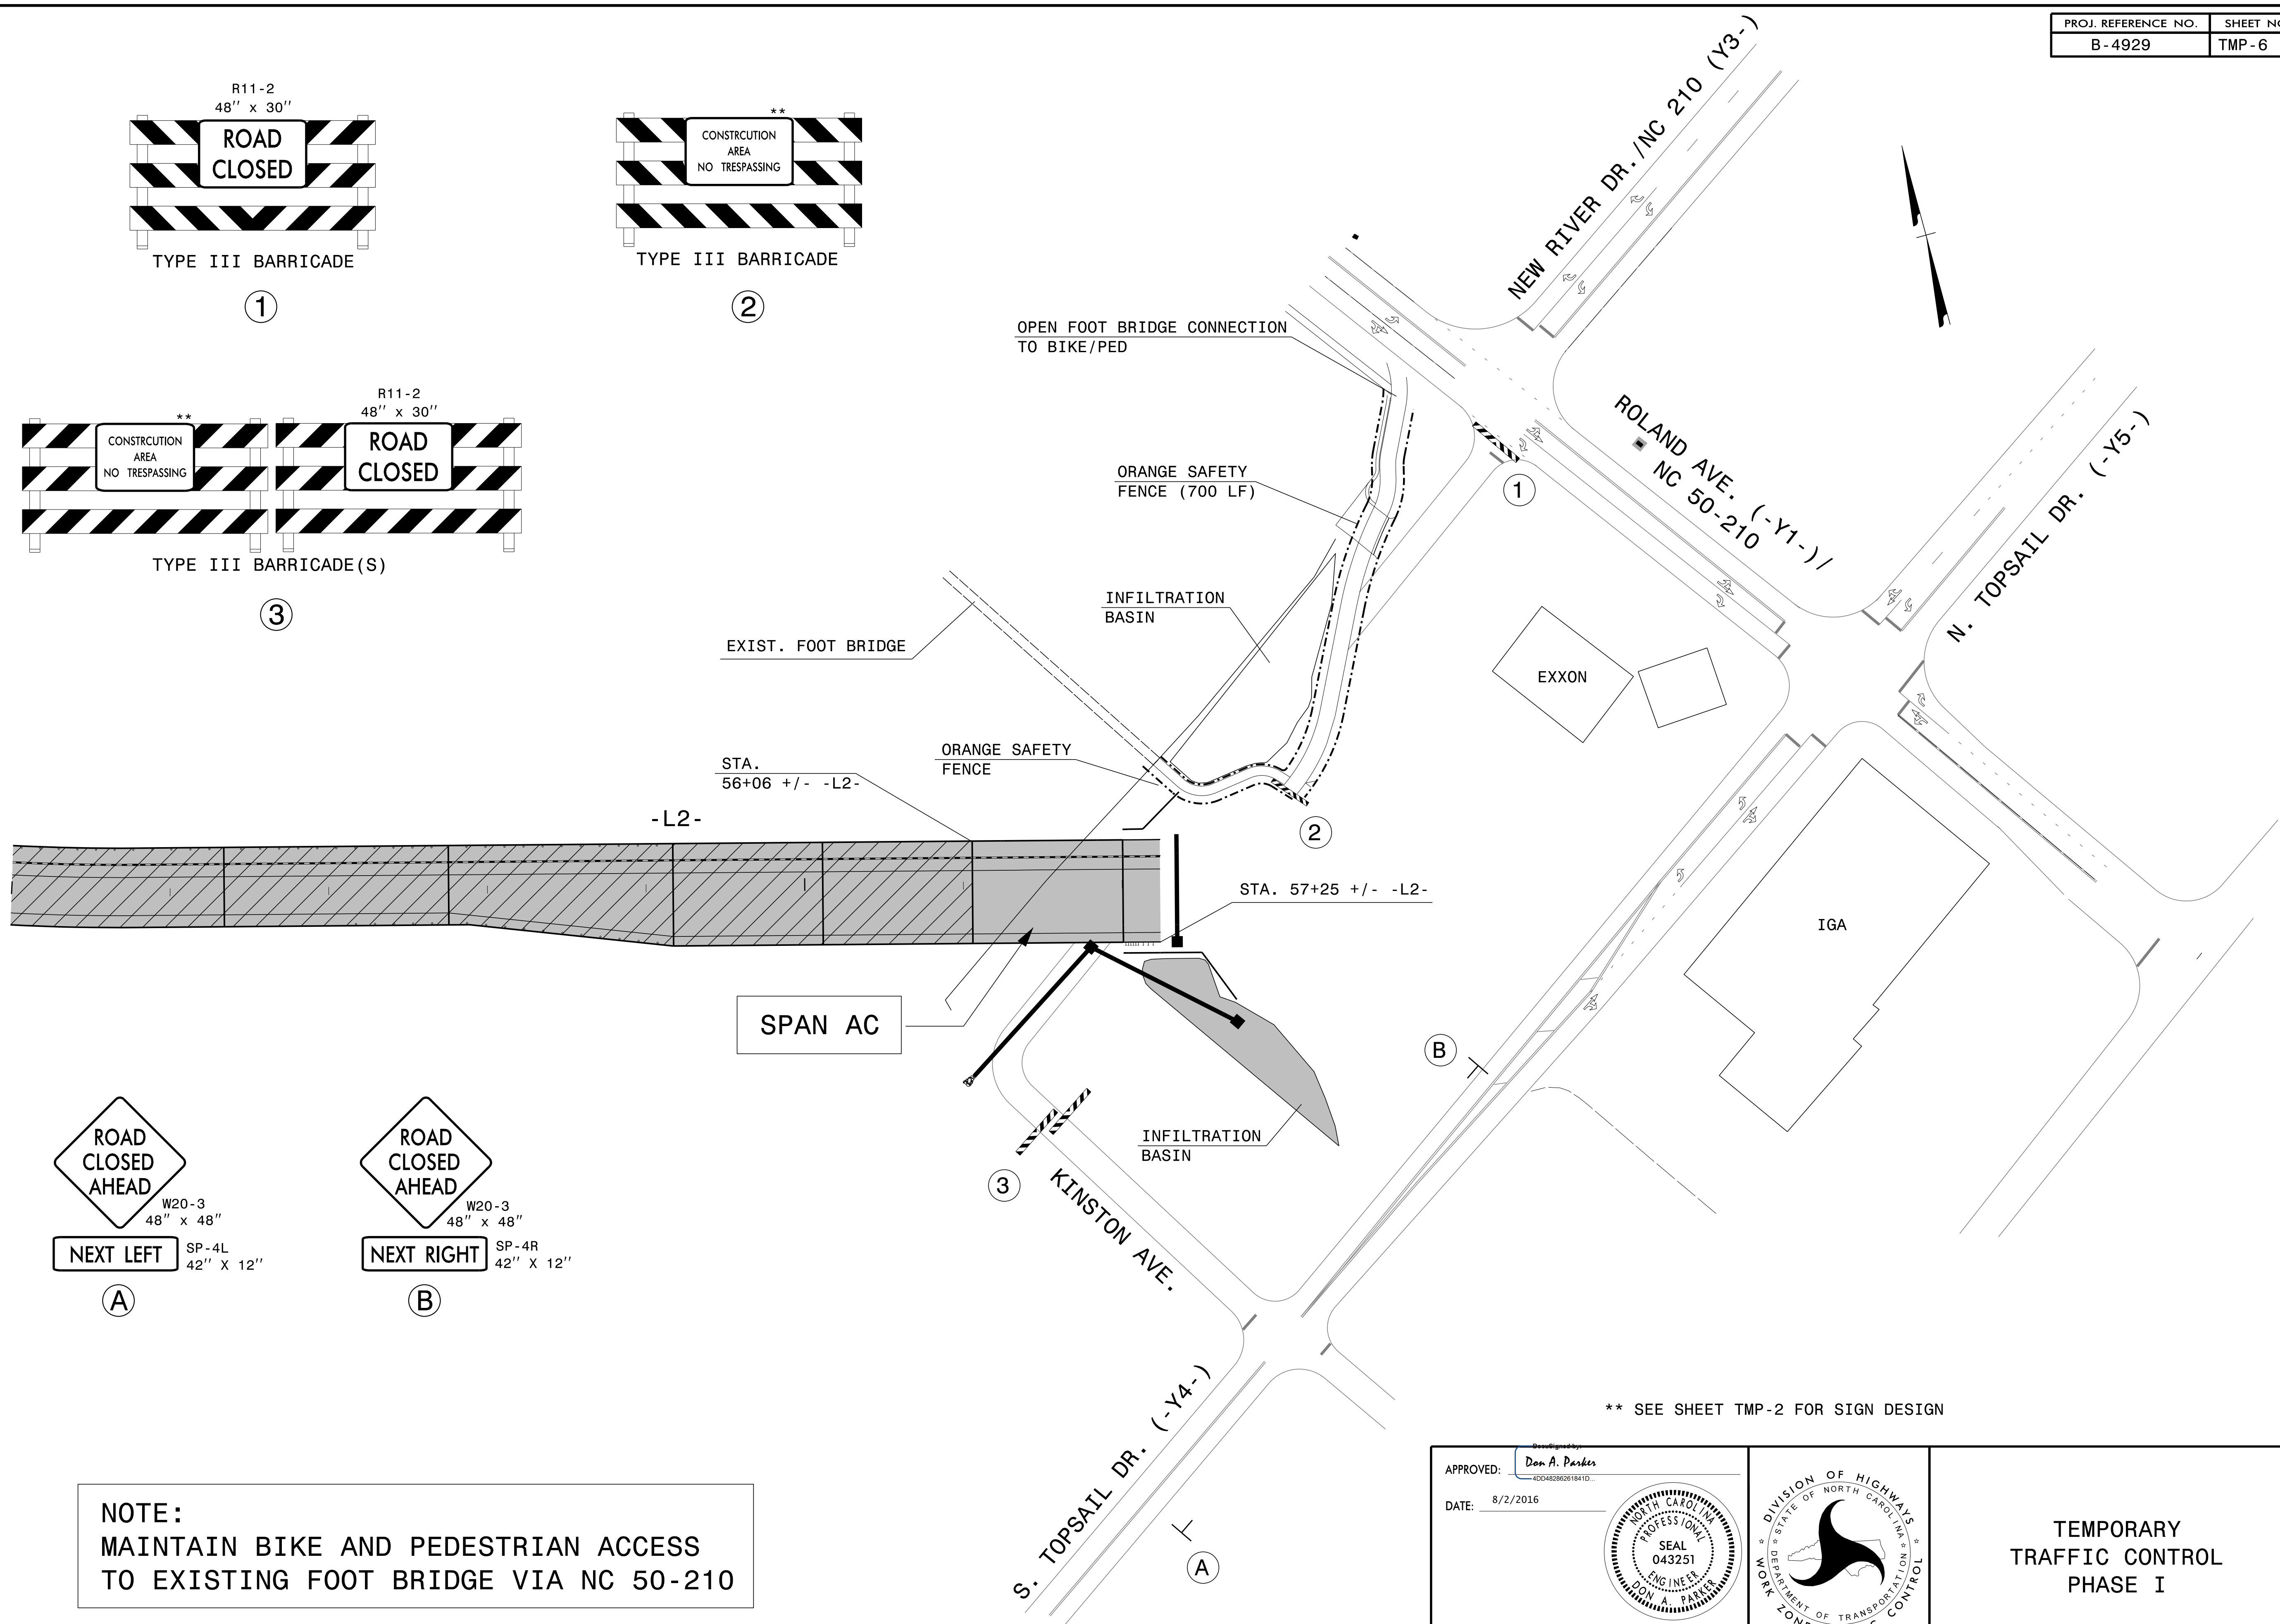 PROJ. REFERENCE NO.
SHEET NO
B-4929
TMP-6
R11-2
48'' x 30''
ROAD
CLOSED
TYPE III BARRICADE
1
**
CONSTRCUTION
AREA
NO TRESPASSING
TYPE III BARRICADE
2
**
CONSTRCUTION
AREA
NO TRESPASSING
R11-2
48'' x 30''
ROAD
CLOSED
TYPE III BARRICADE(S)
3
NEW RIVER DR./NC 210 (Y3-)
OPEN FOOT BRIDGE CONNECTION
TO BIKE/PED
ROLAND AVE. (-Y1-)/
NC 50-210
N. TOPSAIL DR. (-Y5-)
ORANGE SAFETY
FENCE (700 LF)
1
INFILTRATION
BASIN
EXIST. FOOT BRIDGE
EXXON
ORANGE SAFETY
FENCE
STA.
56+06 +/- -L2-
-L2-
2
STA. 57+25 +/- -L2-
IGA
SPAN AC
B
INFILTRATION
BASIN
3
KINSTON AVE.
ROAD
CLOSED
AHEAD
W20-3
48'' x 48''
NEXT LEFT
SP-4L
42'' X 12''
A
ROAD
CLOSED
AHEAD
W20-3
48'' x 48''
NEXT RIGHT
SP-4R
42'' X 12''
B
S. TOPSAIL DR. (-Y4-)
A
** SEE SHEET TMP-2 FOR SIGN DESIGN
NOTE:
MAINTAIN BIKE AND PEDESTRIAN ACCESS
TO EXISTING FOOT BRIDGE VIA NC 50-210
DocuSigned by:
APPROVED:
Don A. Parker
4DD48286261841D...
DATE:
8/2/2016
NORTH CAROLINA
PROFESSIONAL
SEAL
043251
ENGINEER
DON A. PARKER
DIVISION OF HIGHWAYS
STATE OF NORTH CAROLINA
DEPARTMENT OF TRANSPORTATION
WORK ZONE
CONTROL
TEMPORARY
TRAFFIC CONTROL
PHASE I